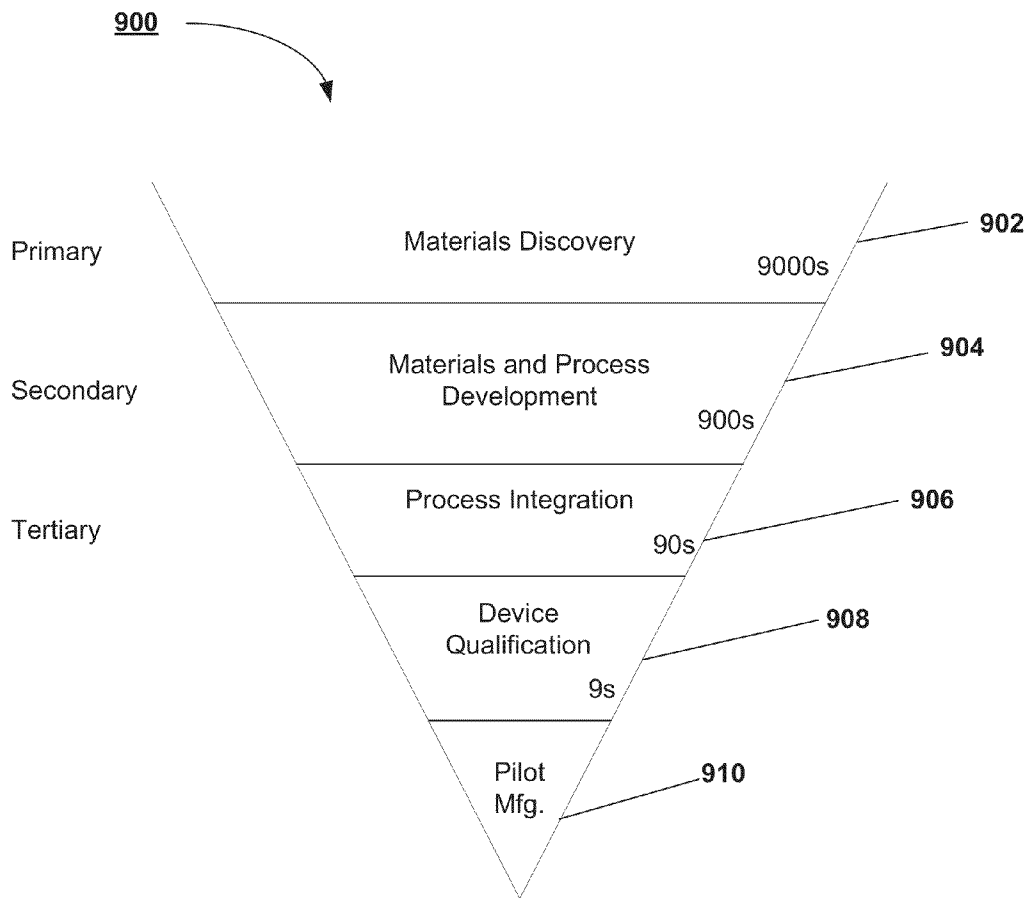 900
902
Primary
Materials Discovery
9000s
904
Materials and Process
Development
Secondary
900s
Process Integration
906
Tertiary
90s
Device
Qualification
908
9s
Pilot
Mfg.
910